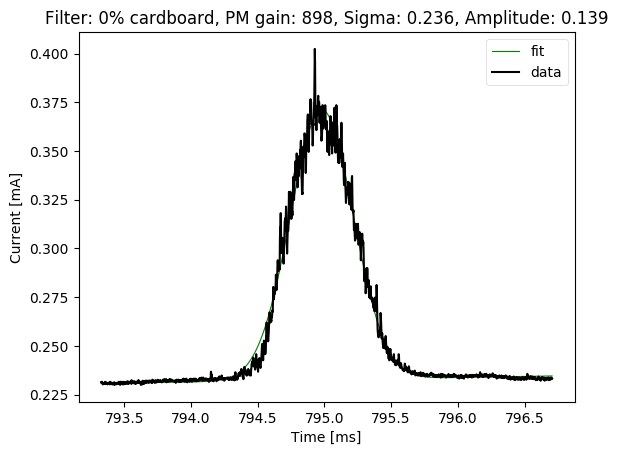 Filter: 0% cardboard, PM gain: 898, Sigma: 0.236, Amplitude: 0.139
fit
data
0.400
0.375
0.350
0.325
0.300
0.275
0.250
0.225
Current [mA]
793.5 794.0 794.5 795.0 795.5 796.0 796.5
Time [ms]